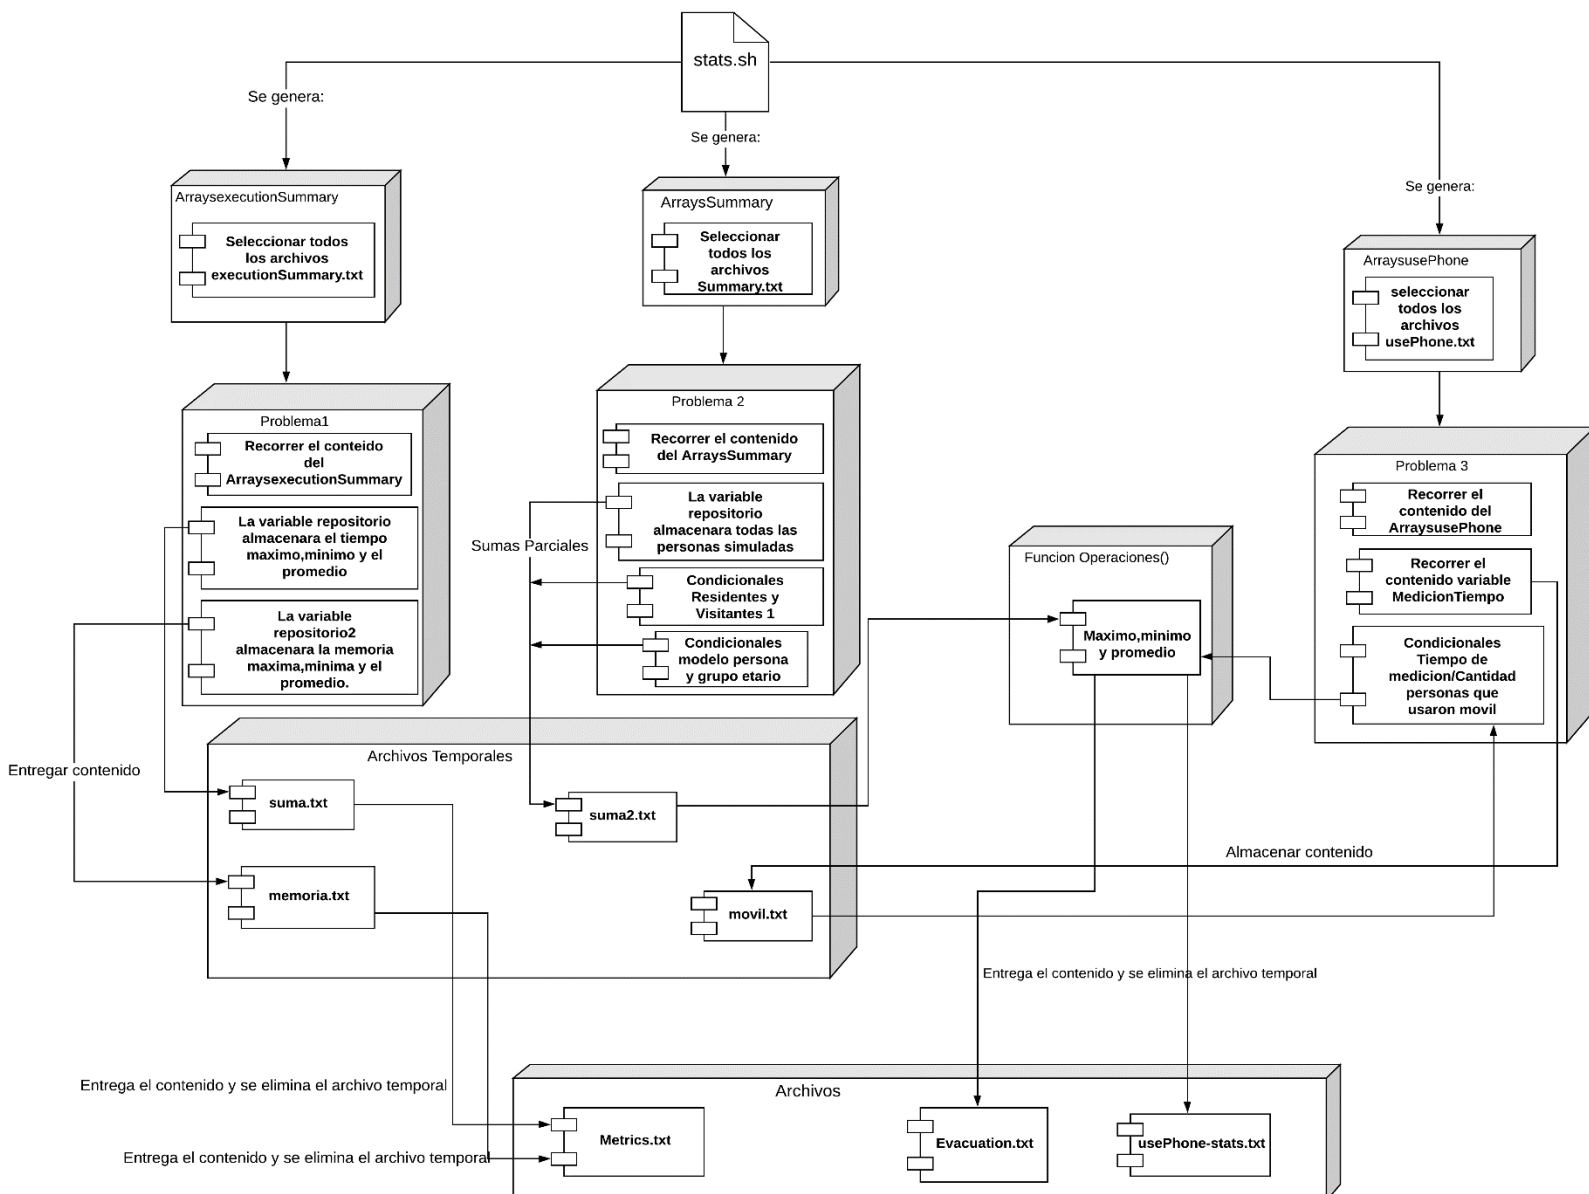 stats.sh
Se genera:
Se genera:
Se genera:
ArraysexecutionSummary
Seleccionar todos
los archivos
executionSummary.txt
ArraysSummary
Seleccionar
todos los
archivos
Summary.txt
ArraysusePhone
seleccionar
todos los
archivos
usePhone.txt
Problema1
Recorrer el conteido
del
ArraysexecutionSummary
La variable repositorio
almacenara el tiempo
maximo,minimo y el
promedio
La variable
repositorio2
almacenara la memoria
maxima,minima y el
promedio.
Problema 2
Recorrer el contenido
del ArraysSummary
La variable
repositorio
almacenara todas las
personas simuladas
Condicionales
Residentes y
Visitantes 1
Condicionales
modelo persona
y grupo etario
Sumas Parciales
Funcion Operaciones()
Maximo,minimo
y promedio
Problema 3
Recorrer el
contenido del
ArraysusePhone
Recorrer el
contenido variable
MedicionTiempo
Condicionales
Tiempo de
medicion/Cantidad
personas que
usaron movil
Entregar contenido
Archivos Temporales
suma.txt
suma2.txt
memoria.txt
movil.txt
Almacenar contenido
Entrega el contenido y se elimina el archivo temporal
Entrega el contenido y se elimina el archivo temporal
Entrega el contenido y se elimina el archivo temporal
Archivos
Metrics.txt
Evacuation.txt
usePhone-stats.txt